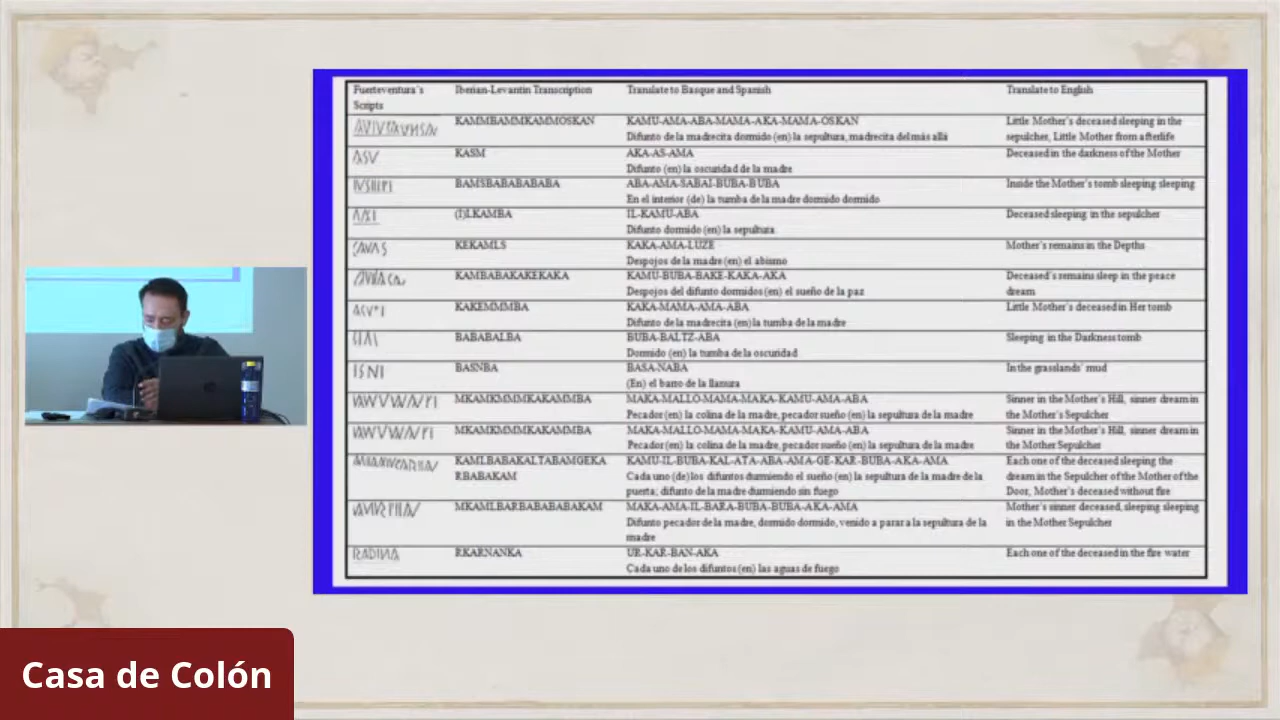 Fuerteventura's Scripts
Iberian-Levantin Transcription
Translate to Basque and Spanish
Translate to English
KAMMBAMMKAMMOSKAN
KAMU-AMA-ABA-MAMA-AKA-MAMA-OSKAN
Difunto de la madrecita dormido (en) la sepultura, madrecita del más allá
Little Mother's deceased sleeping in the
sepulcher, Little Mother from afterlife
KASM
AKA-AS-AMA
Difunto (en) la oscuridad de la madre
Deceased in the darkness of the Mother
BAMSBABABABABA
ABA-AMA-SABAI-BUBA-BUBA
En el interior (de) la tumba de la madre dormido dormido
Inside the Mother's tomb sleeping sleeping
(I)LKAMBA
IL-KAMU-ABA
Difunto dormido (en) la sepultura
Deceased sleeping in the sepulcher
KEKAMLS
KAKA-AMA-LUZE
Despojos de la madre (en) el abismo
Mother's remains in the Depths
KAMBABAKAKEKAKA
KAMU-BUBA-BAKE-KAKA-AKA
Despojos del difunto dormidos (en) el sueño de la paz
Deceased's remains sleep in the peace
dream
KAKEMMMBA
KAKA-MAMA-AMA-ABA
Difunto de la madrecita (en) la tumba de la madre
Little Mother's deceased in Her tomb
BABABALBA
BUBA-BALTZ-ABA
Dormido (en) la tumba de la oscuridad
Sleeping in the Darkness tomb
BASNBA
BASA-NABA
(En) el barro de la llanura
In the grasslands' mud
MKAMKMMMKAKAMMBA
MAKA-MALLO-MAMA-MAKA-KAMU-AMA-ABA
Pecador (en) la colina de la madre, pecador sueño (en) la sepultura de la madre
Sinner in the Mother's Hill, sinner dream in
the Mother's Sepulcher
MKAMKMMMKAKAMMBA
MAKA-MALLO-MAMA-MAKA-KAMU-AMA-ABA
Pecador (en) la colina de la madre, pecador sueño (en) la sepultura de la madre
Sinner in the Mother's Hill, sinner dream in
the Mother Sepulcher
KAMLBABAKALTABAMGEKA
RBABAKAM
KAMU-IL-BUBA-KAL-ATA-ABA-AMA-GE-KAR-BUBA-AKA-AMA
Cada uno (de) los difuntos durmiendo el sueño (en) la sepultura de la madre de la
puerta, difunto de la madre durmiendo sin fuego
Each one of the deceased sleeping the
dream in the Sepulcher of the Mother of the
Door, Mother's deceased without fire
MKAMLBARBABABABAKAM
MAKA-AMA-IL-BARA-BUBA-BUBA-AKA-AMA
Difunto pecador de la madre, dormido dormido, venido a parar a la sepultura de la
madre
Mother's sinner deceased, sleeping sleeping
in the Mother Sepulcher
RKARNANKA
UR-KAR-BAN-AKA
Cada uno de los difuntos (en) las aguas de fuego
Each one of the deceased in the fire water
Casa de Colón